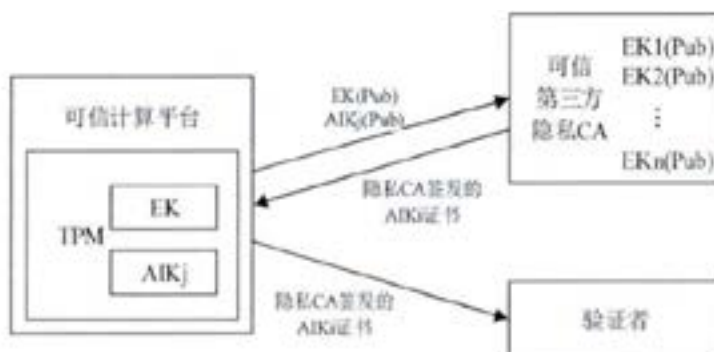 可信计算平台
TPM
EK
AIKj
EK(Pub)
AIKj(Pub)
隐私CA签发的
AIKi证书
隐私CA签发的
AIKi证书
可信
第三方
隐私CA
EK1(Pub)
EK2(Pub)
⋮
EKn(Pub)
验证者